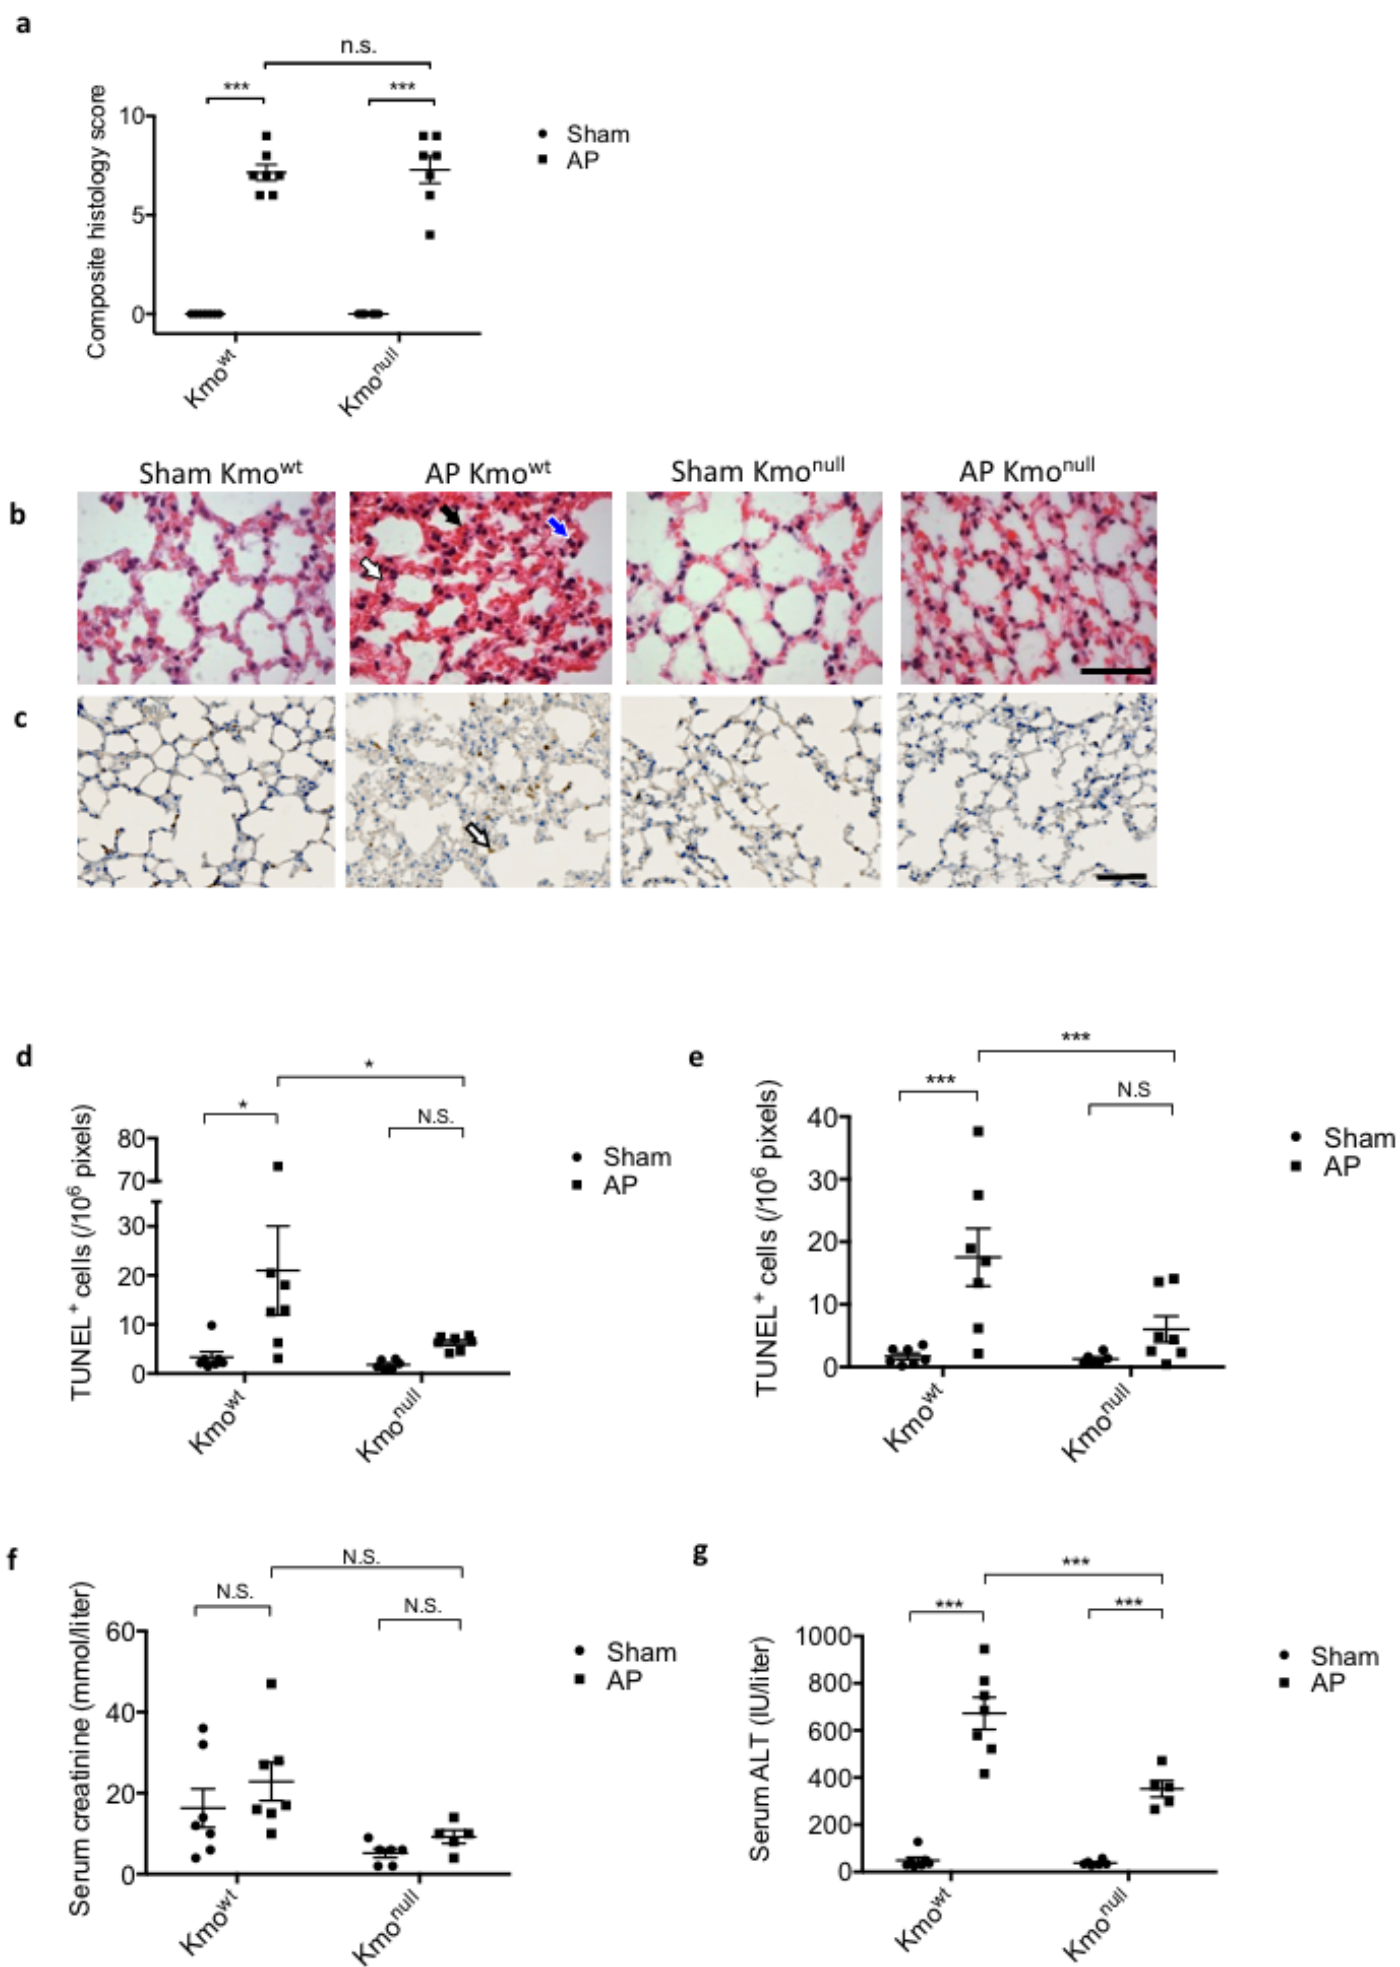 a
n.s.
***
***
Composite histology score
10
5
0
Sham
AP
Kmo^wt
Kmo^null
Sham Kmo^wt
AP Kmo^wt
Sham Kmo^null
AP Kmo^null
b
c
d
*
*
N.S.
TUNEL^+ cells (/10^6 pixels)
80
70
30
20
10
0
Sham
AP
Kmo^wt
Kmo^null
e
***
***
N.S
TUNEL^+ cells (/10^6 pixels)
40
30
20
10
0
Sham
AP
Kmo^wt
Kmo^null
f
N.S.
N.S.
N.S.
Serum creatinine (mmol/liter)
60
40
20
0
Sham
AP
Kmo^wt
Kmo^null
g
***
***
***
Serum ALT (IU/liter)
1000
800
600
400
200
0
Sham
AP
Kmo^wt
Kmo^null